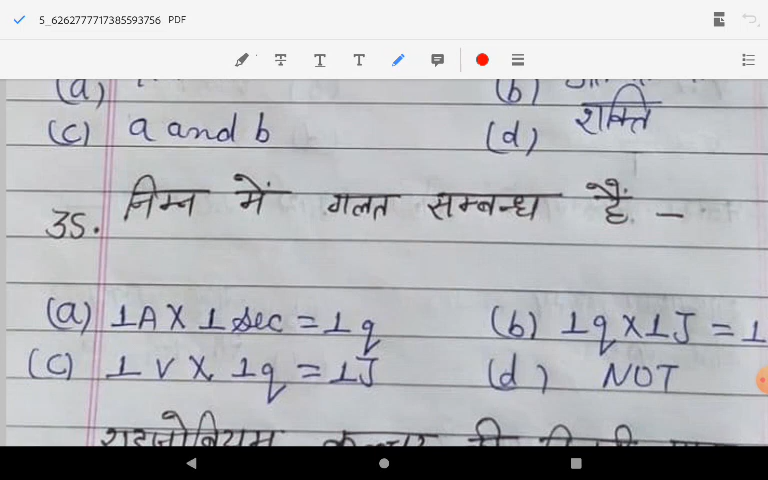 5_6262777717385593756 PDF
(a) (b)
(c) a and b (d) शक्ति
35. निम्न में गलत सम्बन्ध हैं. –
(a) 1A X 1 sec = 1 q (b) 1q x 1J = 1
(c) 1 V X 1q = 1J (d) NOT